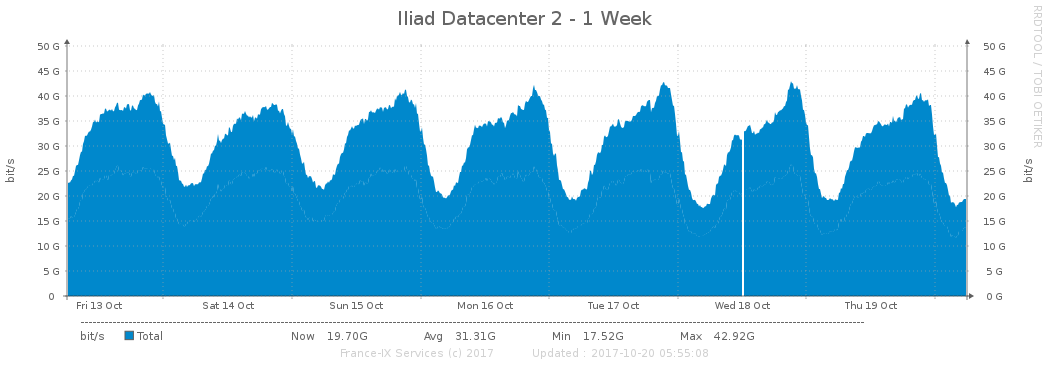 Iliad Datacenter 2 - 1 Week
RRDTOOL / TOBI OETIKER
bit/s
50 G 50 G
45 G 45 G
40 G 40 G
35 G 35 G
30 G 30 G
25 G 25 G
20 G 20 G
15 G 15 G
10 G 10 G
5 G 5 G
0 0 G
bit/s
Fri 13 Oct Sat 14 Oct Sun 15 Oct Mon 16 Oct Tue 17 Oct Wed 18 Oct Thu 19 Oct
bit/s Total Now 19.70G Avg 31.31G Min 17.52G Max 42.92G
France-IX Services (c) 2017 Updated : 2017-10-20 05:55:08